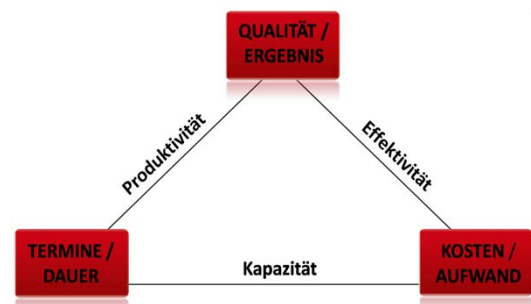 QUALITÄT /
ERGEBNIS
Produktivität
Effektivität
TERMINE /
DAUER
Kapazität
KOSTEN /
AUFWAND